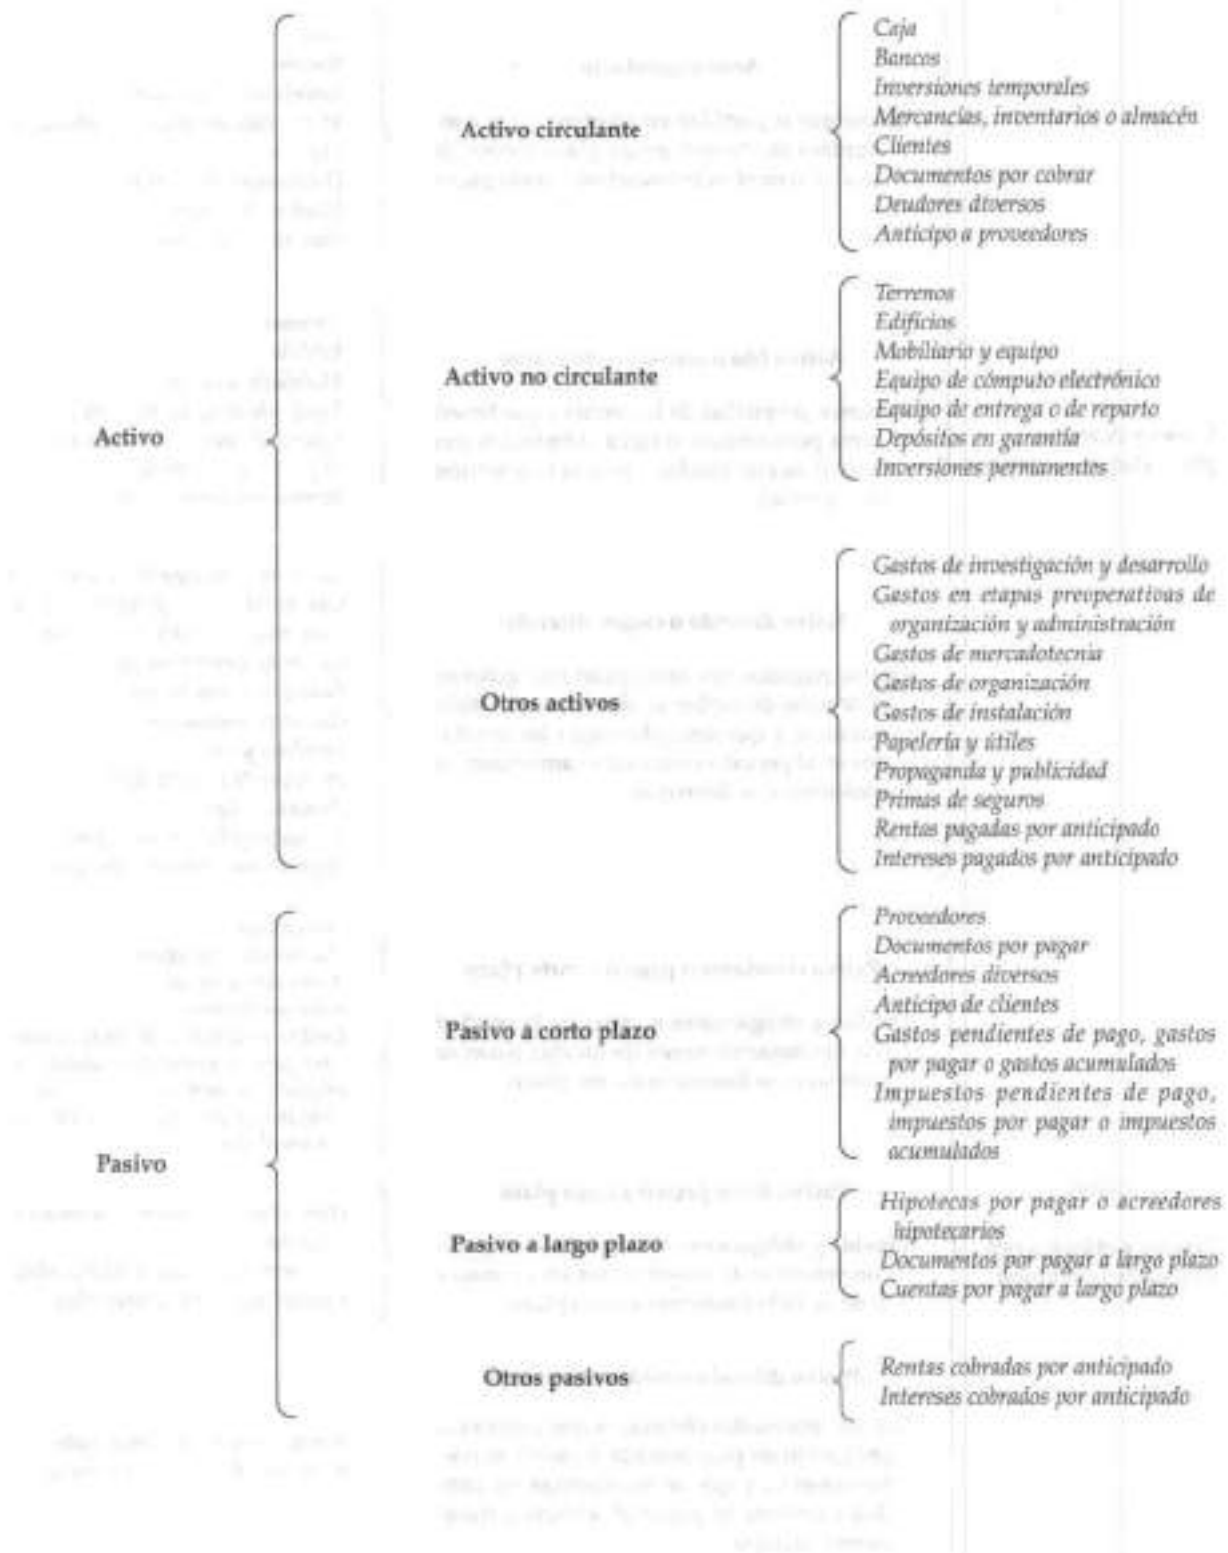 Activo
Activo circulante
Caja
Bancos
Inversiones temporales
Mercancías, inventarios o almacén
Clientes
Documentos por cobrar
Deudores diversos
Anticipo a proveedores
Activo no circulante
Terrenos
Edificios
Mobiliario y equipo
Equipo de cómputo electrónico
Equipo de entrega o de reparto
Depósitos en garantía
Inversiones permanentes
Otros activos
Gastos de investigación y desarrollo
Gastos en etapas preoperativas de
organización y administración
Gastos de mercadotecnia
Gastos de organización
Gastos de instalación
Papelería y útiles
Propaganda y publicidad
Primas de seguros
Rentas pagadas por anticipado
Intereses pagados por anticipado
Pasivo
Pasivo a corto plazo
Proveedores
Documentos por pagar
Acreedores diversos
Anticipo de clientes
Gastos pendientes de pago, gastos
por pagar o gastos acumulados
Impuestos pendientes de pago,
impuestos por pagar o impuestos
acumulados
Pasivo a largo plazo
Hipotecas por pagar o acreedores
hipotecarios
Documentos por pagar a largo plazo
Cuentas por pagar a largo plazo
Otros pasivos
Rentas cobradas por anticipado
Intereses cobrados por anticipado